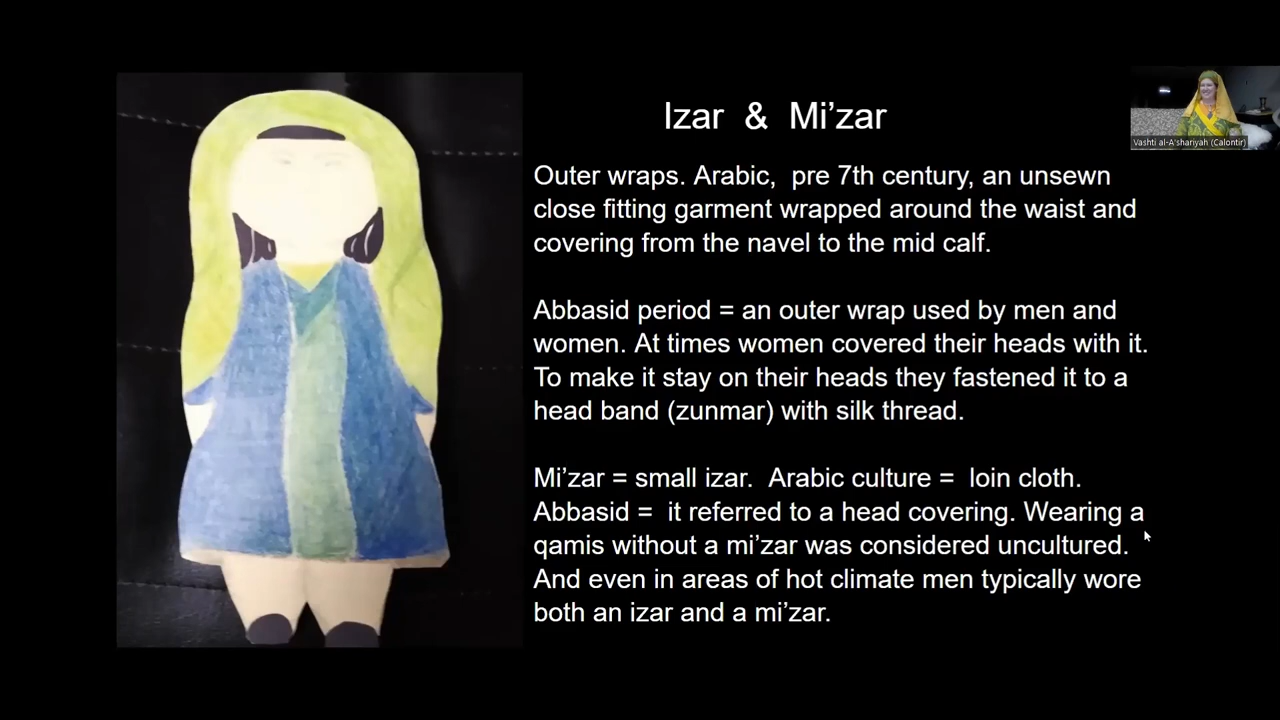 Izar & Mi’zar
Vashti al-A'shariyah (Calontir)
Outer wraps. Arabic, pre 7th century, an unsewn
close fitting garment wrapped around the waist and
covering from the navel to the mid calf.
Abbasid period = an outer wrap used by men and
women. At times women covered their heads with it.
To make it stay on their heads they fastened it to a
head band (zunmar) with silk thread.
Mi’zar = small izar. Arabic culture = loin cloth.
Abbasid = it referred to a head covering. Wearing a
qamis without a mi’zar was considered uncultured.
And even in areas of hot climate men typically wore
both an izar and a mi’zar.